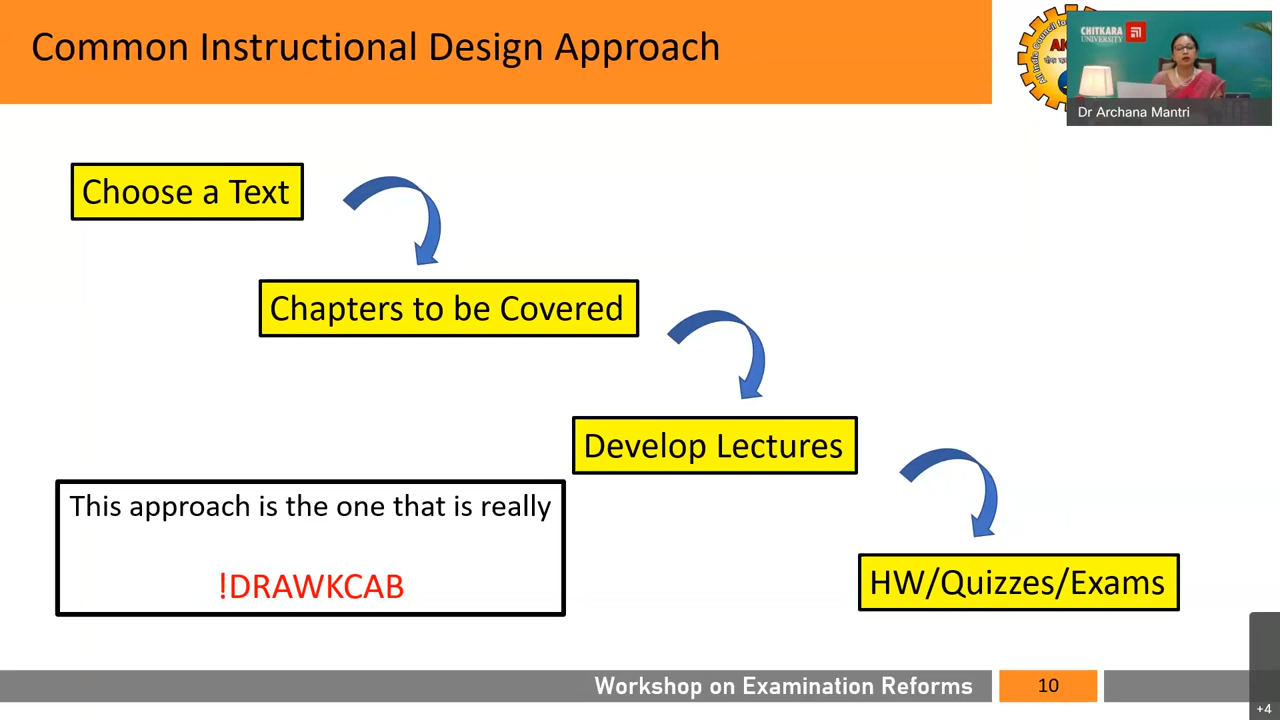 Common Instructional Design Approach
CHITKARA
UNIVERSITY
Dr Archana Mantri
Choose a Text
Chapters to be Covered
Develop Lectures
This approach is the one that is really
!DRAWKCAB
HW/Quizzes/Exams
Workshop on Examination Reforms
10
+4